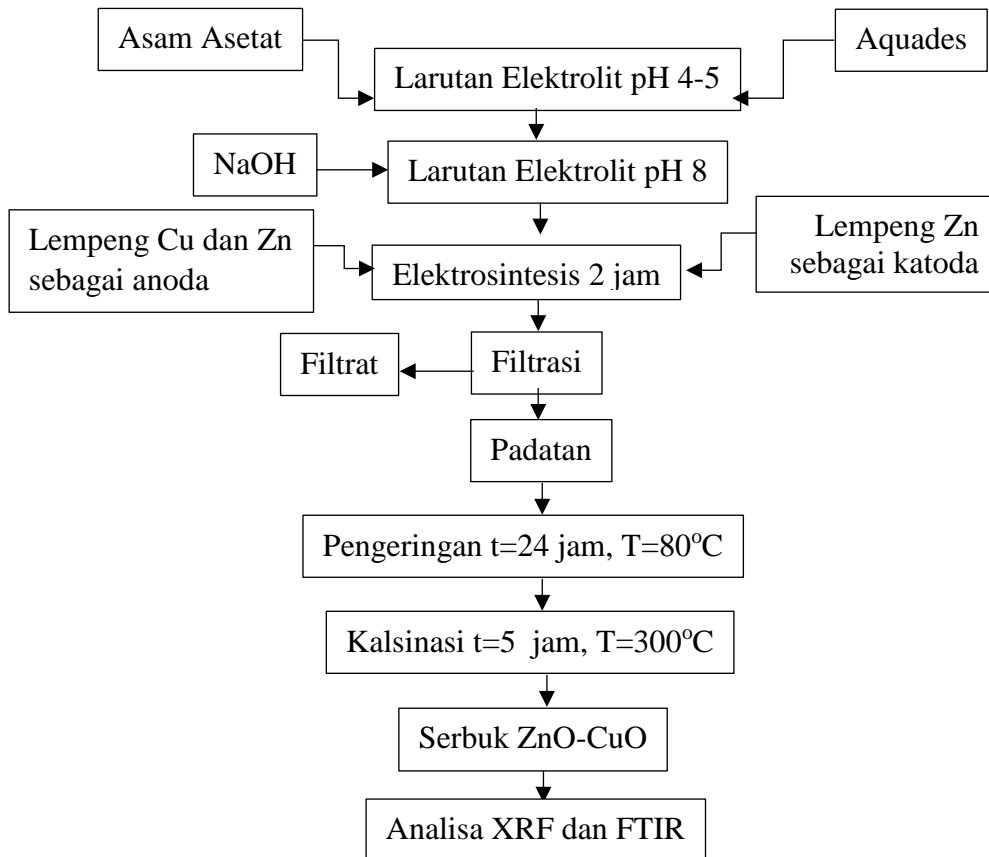 Asam Asetat
Aquades
Larutan Elektrolit pH 4-5
NaOH
Larutan Elektrolit pH 8
Lempeng Cu dan Zn
sebagai anoda
Lempeng Zn
sebagai katoda
Elektrosintesis 2 jam
Filtrat
Filtrasi
Padatan
Pengeringan t=24 jam, T=80°C
Kalsinasi t=5  jam, T=300°C
Serbuk ZnO-CuO
Analisa XRF dan FTIR